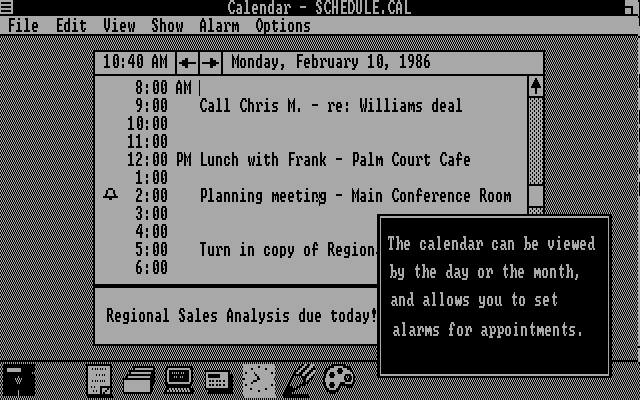 Calendar - SCHEDULE.CAL
File Edit View Show Alarm Options
10:40 AM Monday, February 10, 1986
8:00 AM
9:00 Call Chris M. - re: Williams deal
10:00
11:00
12:00 PM Lunch with Frank - Palm Court Cafe
1:00
2:00 Planning meeting - Main Conference Room
3:00
4:00
5:00 Turn in copy of Region
6:00
Regional Sales Analysis due today!
The calendar can be viewed
by the day or the month,
and allows you to set
alarms for appointments.